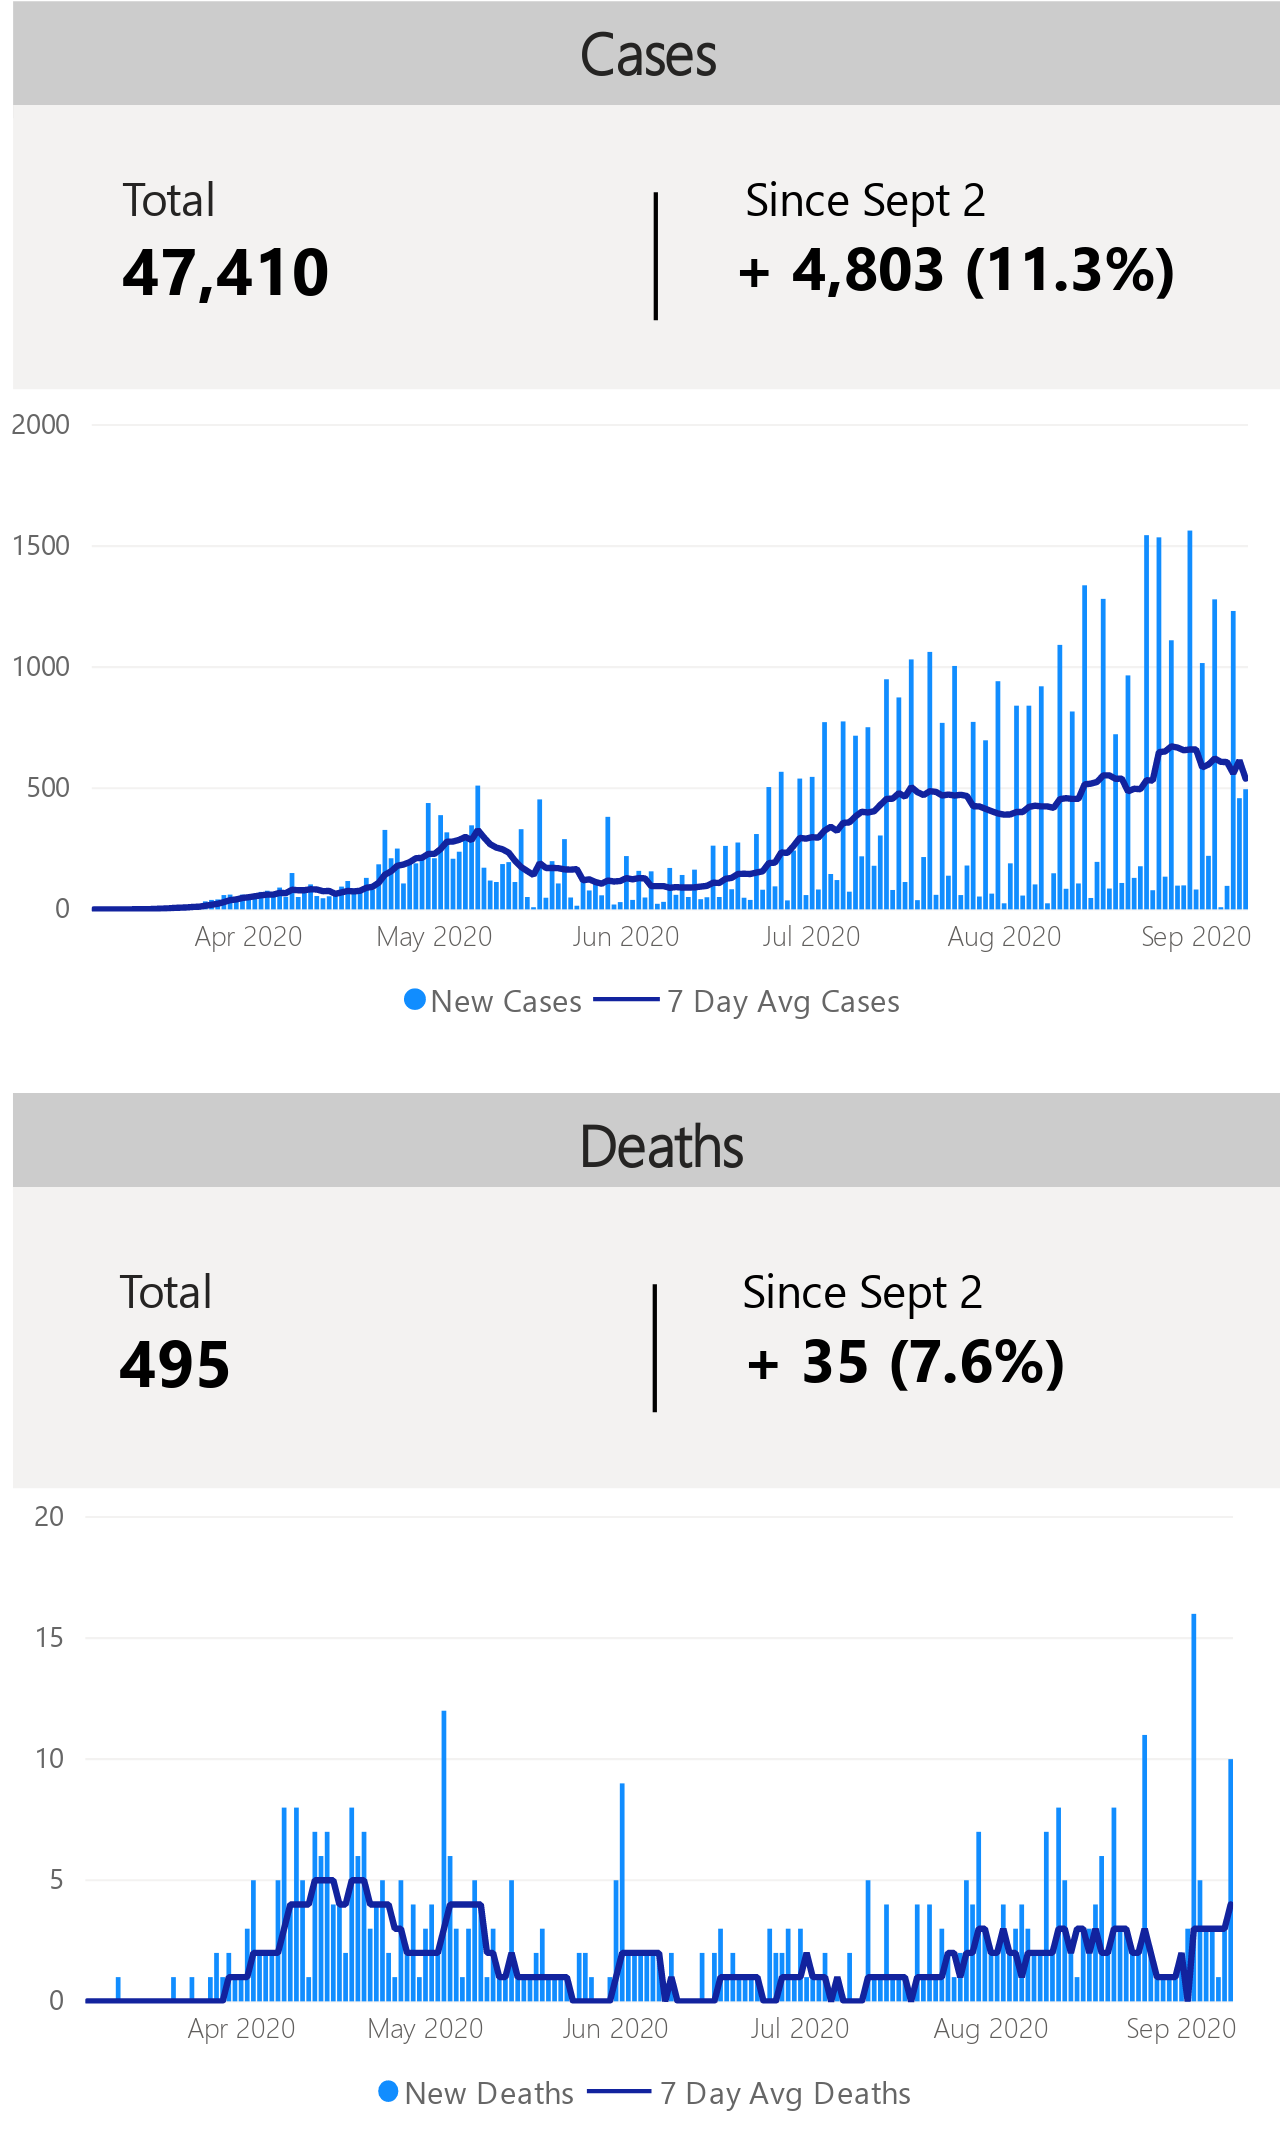 Cases
Total
Since Sept 2
47,410
+ 4,803 (11.3%)
2000
1500
1000
500
0
Apr 2020 May 2020 Jun 2020 Jul 2020 Aug 2020 Sep 2020
New Cases 7 Day Avg Cases
Deaths
Total
Since Sept 2
495
+ 35 (7.6%)
20
15
10
5
0
Apr 2020 May 2020 Jun 2020 Jul 2020 Aug 2020 Sep 2020
New Deaths 7 Day Avg Deaths